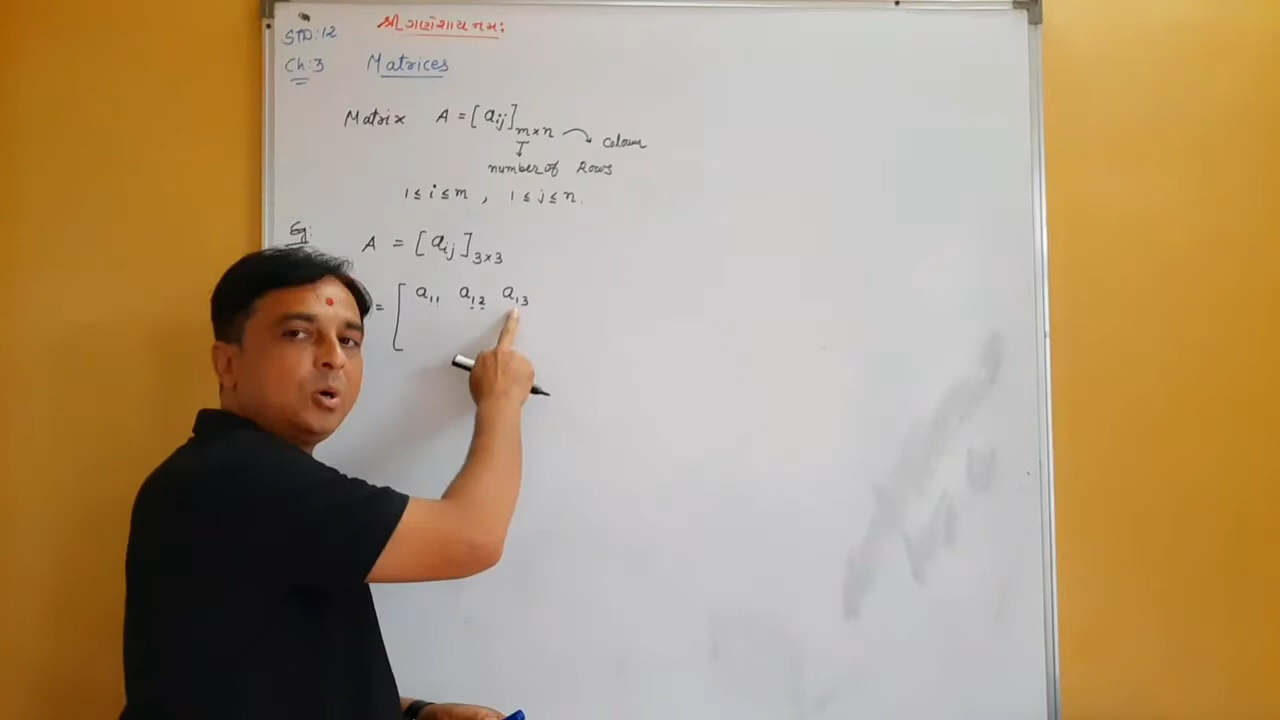 શ્રી ગણેશાય નમઃ
STD:12
Ch:3 Matrices
Matrix A = [aij]m×n
number of Rows
1 ≤ i ≤ m , 1 ≤ j ≤ n.
Eg:
A = [aij]3×3
= [ a11 a12 a13